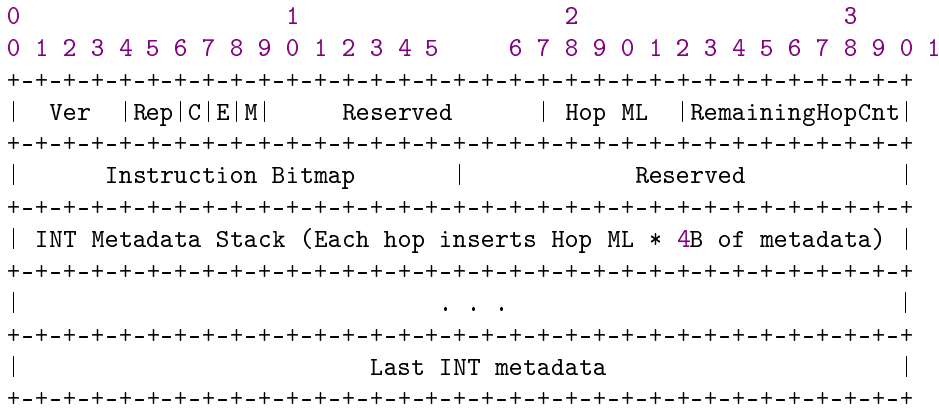 0                   1                   2                   3
0 1 2 3 4 5 6 7 8 9 0 1 2 3 4 5     6 7 8 9 0 1 2 3 4 5 6 7 8 9 0 1
+-+-+-+-+-+-+-+-+-+-+-+-+-+-+-+-+-+-+-+-+-+-+-+-+-+-+-+-+-+-+-+-+
|  Ver  |Rep|C|E|M|     Reserved      | Hop ML  |RemainingHopCnt|
+-+-+-+-+-+-+-+-+-+-+-+-+-+-+-+-+-+-+-+-+-+-+-+-+-+-+-+-+-+-+-+-+
|      Instruction Bitmap       |            Reserved           |
+-+-+-+-+-+-+-+-+-+-+-+-+-+-+-+-+-+-+-+-+-+-+-+-+-+-+-+-+-+-+-+-+
| INT Metadata Stack (Each hop inserts Hop ML * 4B of metadata) |
+-+-+-+-+-+-+-+-+-+-+-+-+-+-+-+-+-+-+-+-+-+-+-+-+-+-+-+-+-+-+-+-+
|                              . . .                            |
+-+-+-+-+-+-+-+-+-+-+-+-+-+-+-+-+-+-+-+-+-+-+-+-+-+-+-+-+-+-+-+-+
|                         Last INT metadata                     |
+-+-+-+-+-+-+-+-+-+-+-+-+-+-+-+-+-+-+-+-+-+-+-+-+-+-+-+-+-+-+-+-+